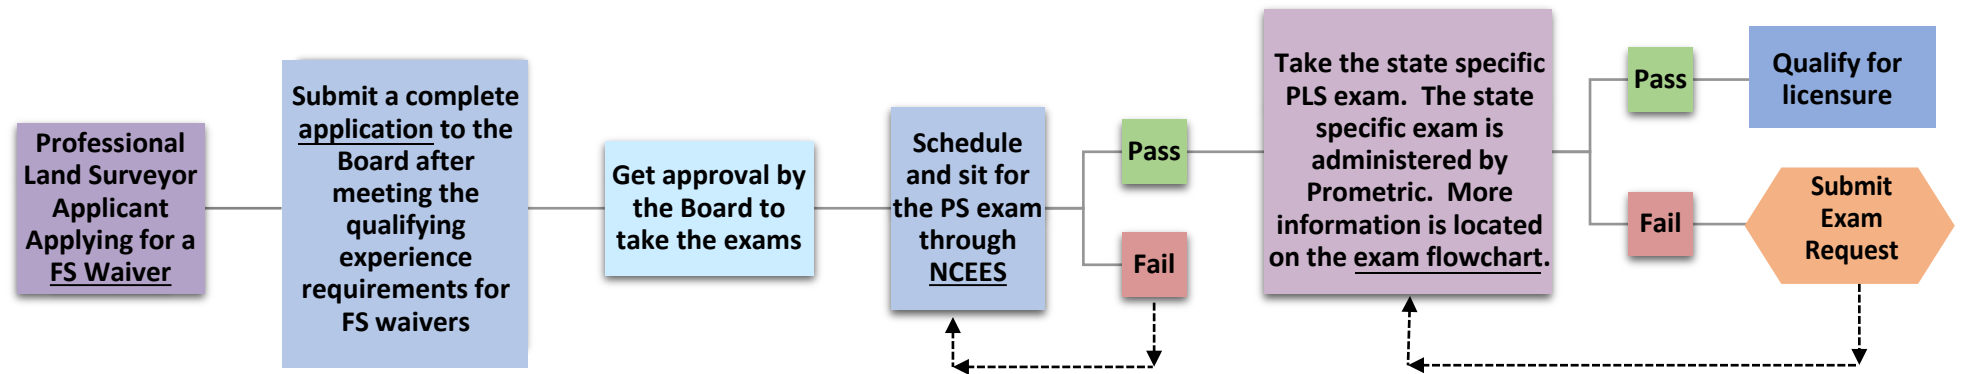 Professional
Land Surveyor
Applicant
Applying for a
FS Waiver
Submit a complete
application to the
Board after
meeting the
qualifying
experience
requirements for
FS waivers
Get approval by
the Board to
take the exams
Schedule
and sit for
the PS exam
through
NCEES
Pass
Fail
Take the state specific
PLS exam.  The state
specific exam is
administered by
Prometric.  More
information is located
on the exam flowchart.
Pass
Qualify for
licensure
Fail
Submit
Exam
Request